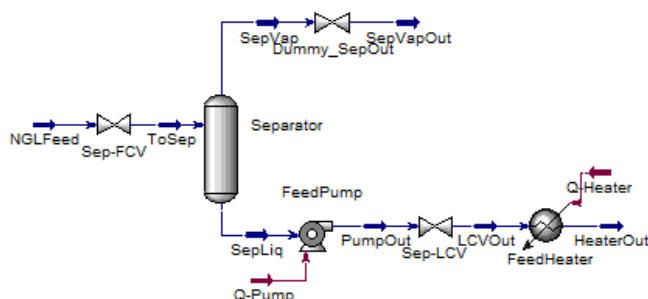 SepVap
SepVapOut
Dummy_SepOut
NGLFeed
ToSep
Sep-FCV
Separator
FeedPump
Q-Heater
SepLiq
PumpOut
Sep-LCV
LCVOut
HeaterOut
FeedHeater
Q-Pump